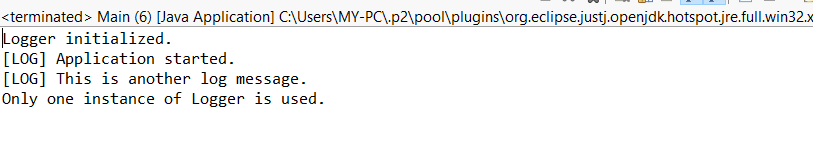 <terminated> Main (6) [Java Application] C:\Users\MY-PC\.p2\pool\plugins\org.eclipse.justj.openjdk.hotspot.jre.full.win32.x
Logger initialized.
[LOG] Application started.
[LOG] This is another log message.
Only one instance of Logger is used.